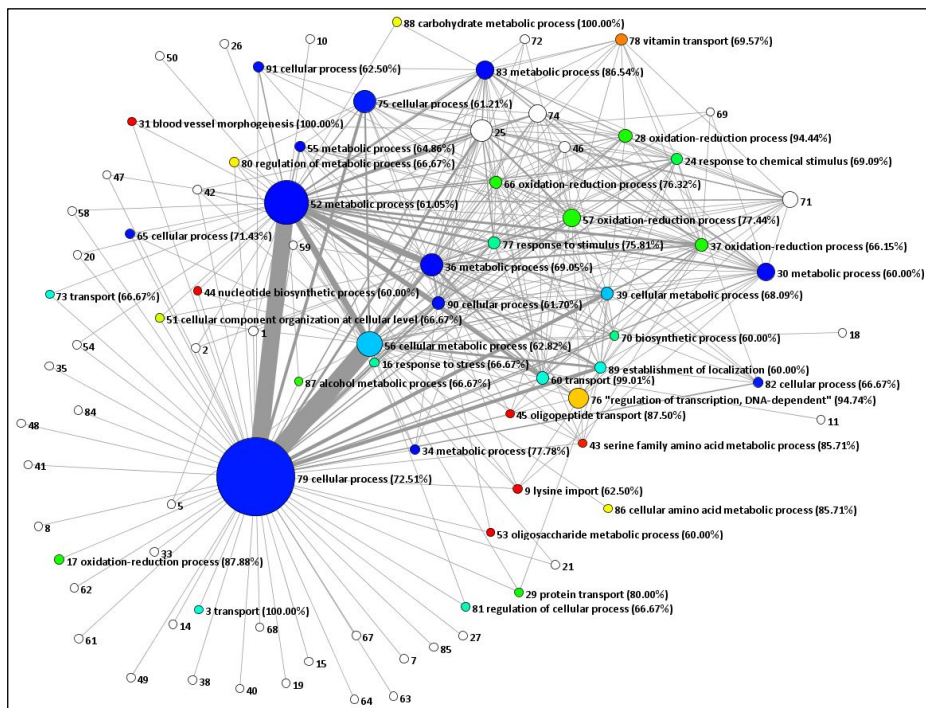 88 carbohydrate metabolic process (100.00%)
10
26
72
78 vitamin transport (69.57%)
50
91 cellular process (62.50%)
83 metabolic process (86.54%)
75 cellular process (61.21%)
74
69
31 blood vessel morphogenesis (100.00%)
25
28 oxidation-reduction process (94.44%)
55 metabolic process (64.86%)
46
80 regulation of metabolic process (66.67%)
24 response to chemical stimulus (69.09%)
47
66 oxidation-reduction process (76.32%)
42
52 metabolic process (61.05%)
71
58
57 oxidation-reduction process (77.44%)
65 cellular process (71.43%)
59
77 response to stimulus (75.81%)
37 oxidation-reduction process (66.15%)
20
36 metabolic process (69.05%)
30 metabolic process (60.00%)
73 transport (66.67%)
44 nucleotide biosynthetic process (60.00%)
39 cellular metabolic process (68.09%)
90 cellular process (61.70%)
51 cellular component organization at cellular level (66.67%)
1
18
70 biosynthetic process (60.00%)
54
2
56 cellular metabolic process (62.82%)
16 response to stress (66.67%)
35
89 establishment of localization (60.00%)
87 alcohol metabolic process (66.67%)
60 transport (99.01%)
82 cellular process (66.67%)
76 "regulation of transcription, DNA-dependent" (94.74%)
84
45 oligopeptide transport (87.50%)
11
48
43 serine family amino acid metabolic process (85.71%)
34 metabolic process (77.78%)
41
79 cellular process (72.51%)
9 lysine import (62.50%)
5
86 cellular amino acid metabolic process (85.71%)
8
53 oligosaccharide metabolic process (60.00%)
33
17 oxidation-reduction process (87.88%)
21
62
29 protein transport (80.00%)
3 transport (100.00%)
81 regulation of cellular process (66.67%)
14
68
61
67
27
85
7
15
49
38
40
19
64
63